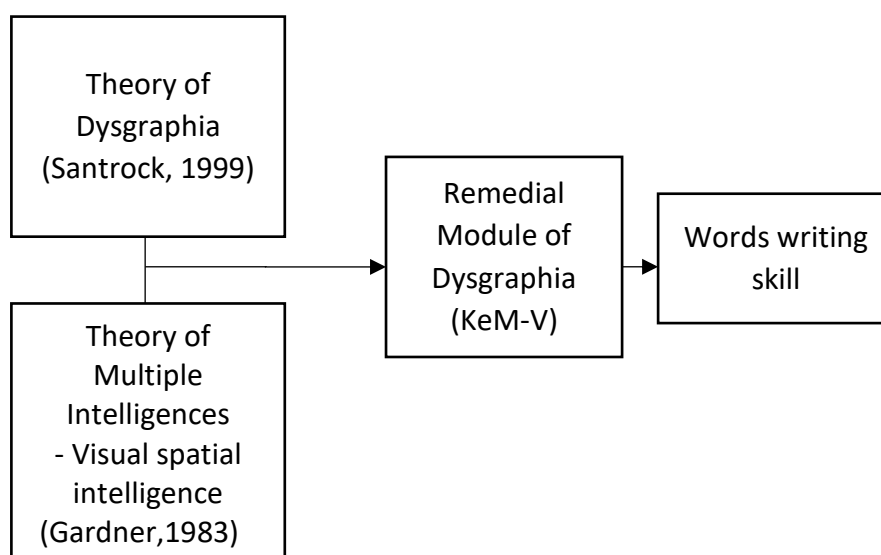 Theory of
Dysgraphia
(Santrock, 1999)
Theory of
Multiple
Intelligences
- Visual spatial
intelligence
(Gardner,1983)
Remedial
Module of
Dysgraphia
(KeM-V)
Words writing
skill